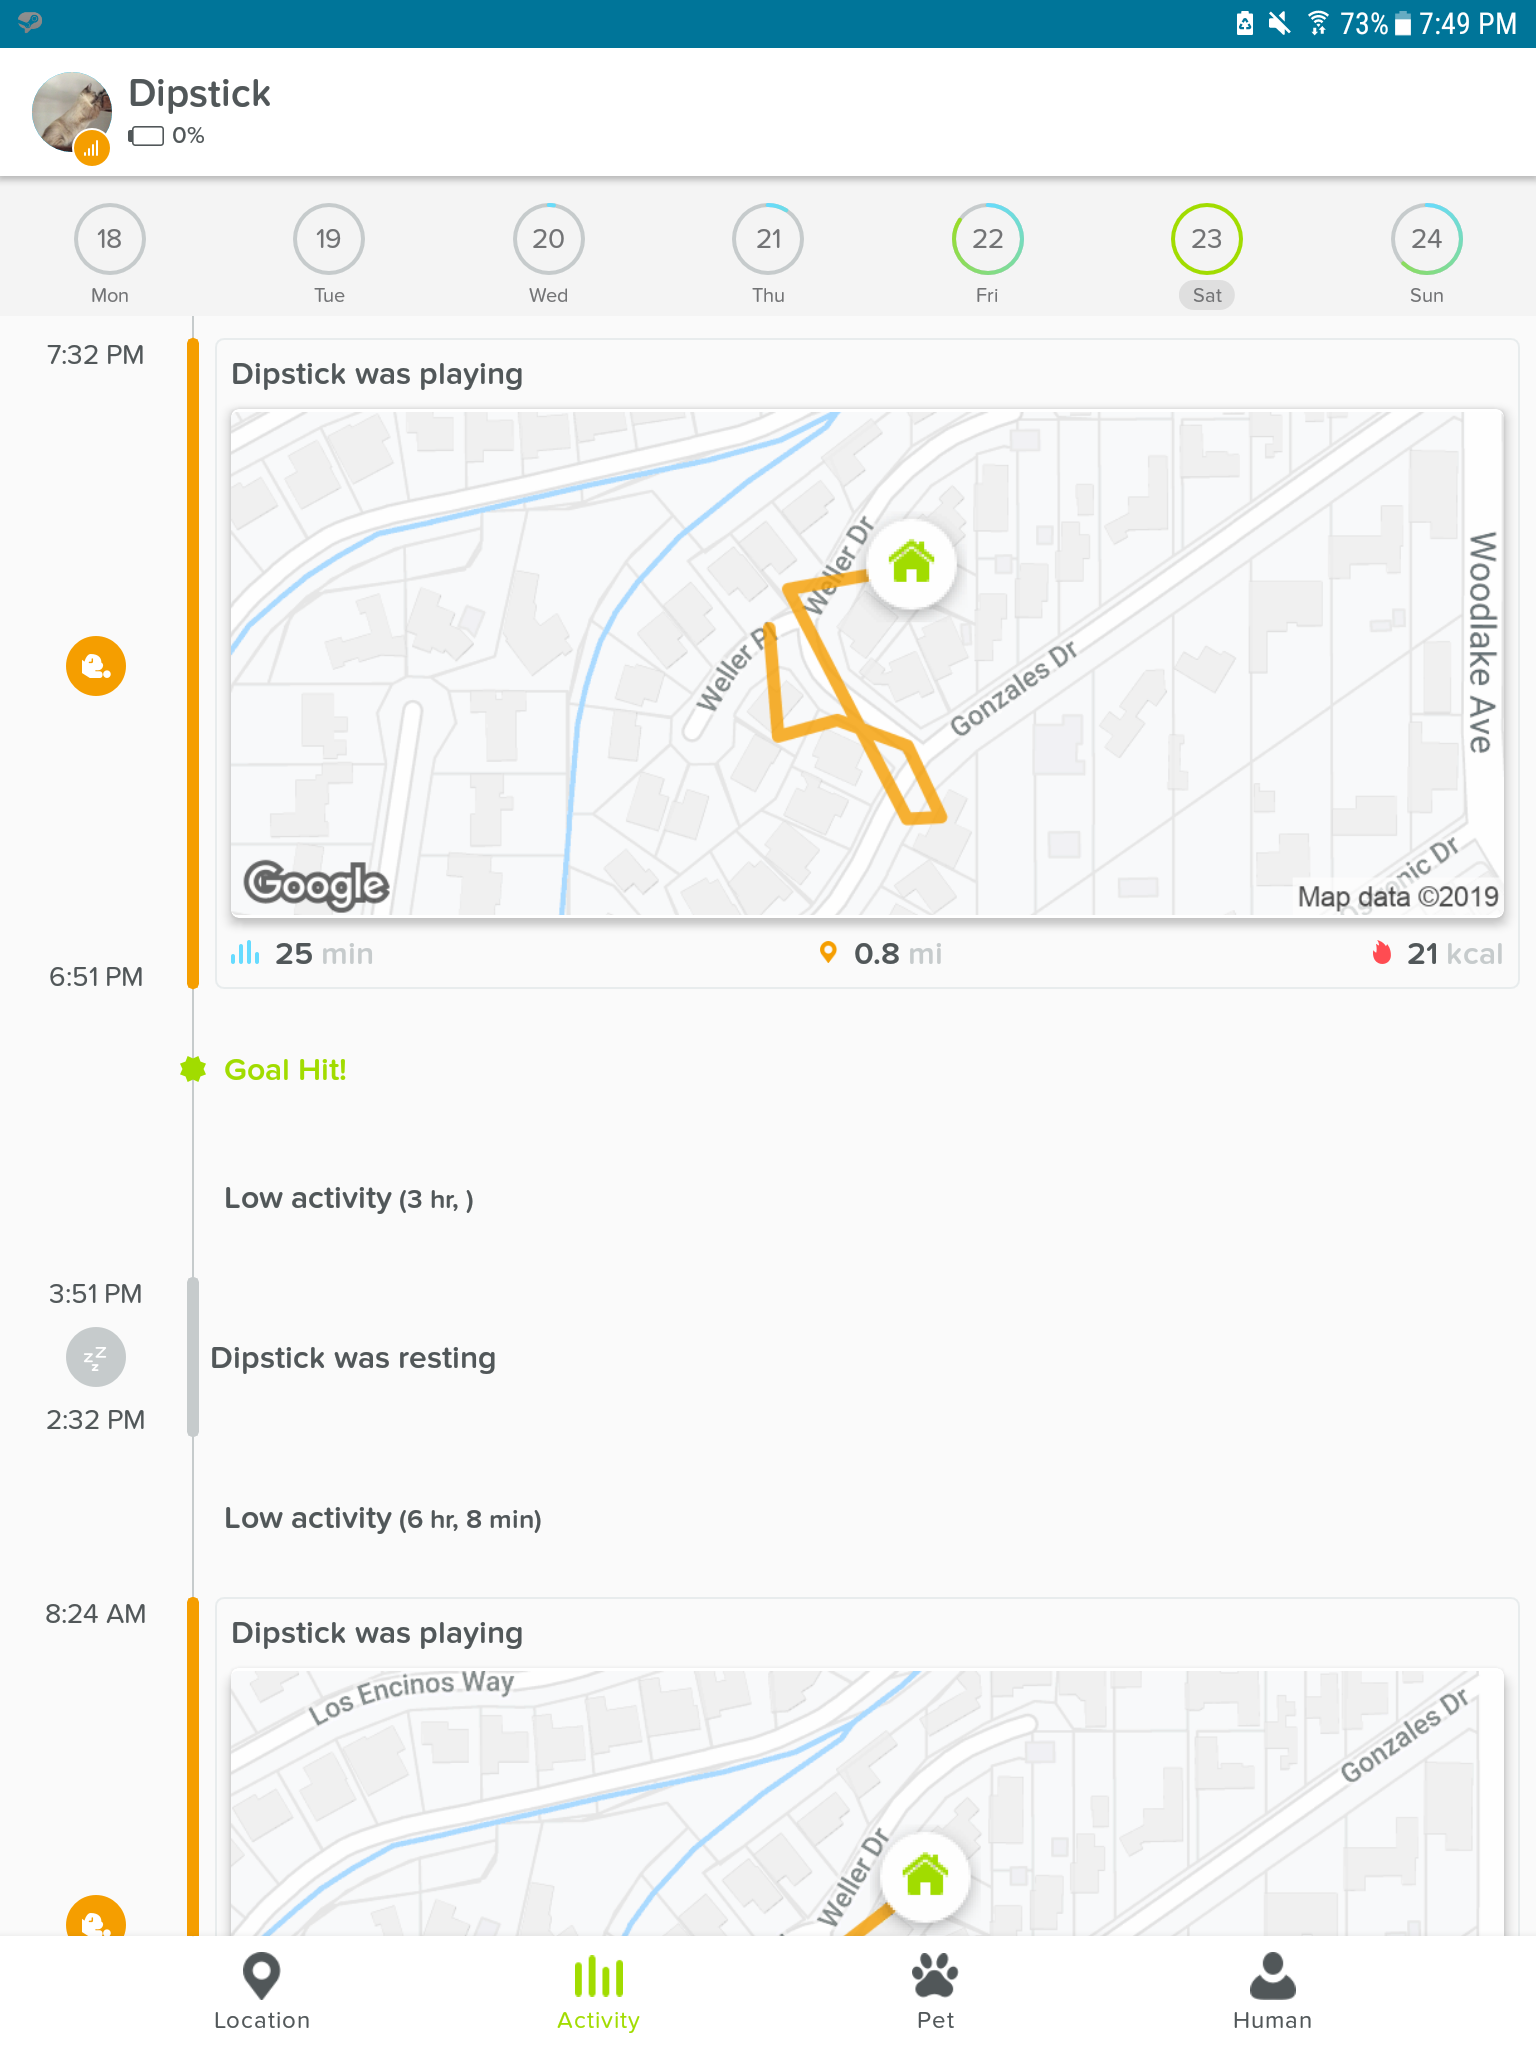 73% 7:49 PM
Dipstick
0%
18 19 20 21 22 23 24
Mon Tue Wed Thu Fri Sat Sun
7:32 PM
Dipstick was playing
Weller Dr
Weller Pl
Gonzales Dr
Woodlake Ave
Google
Map data ©2019
25 min 0.8 mi 21 kcal
6:51 PM
Goal Hit!
Low activity (3 hr, )
3:51 PM
zzz
Dipstick was resting
2:32 PM
Low activity (6 hr, 8 min)
8:24 AM
Dipstick was playing
Los Encinos Way
Gonzales Dr
Weller Dr
Location Activity Pet Human